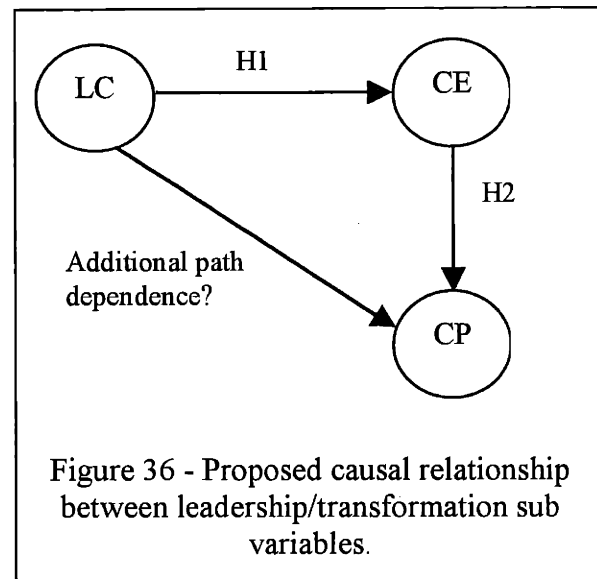 H1
LC
CE
H2
Additional path
dependence?
CP
Figure 36 - Proposed causal relationship
between leadership/transformation sub
variables.